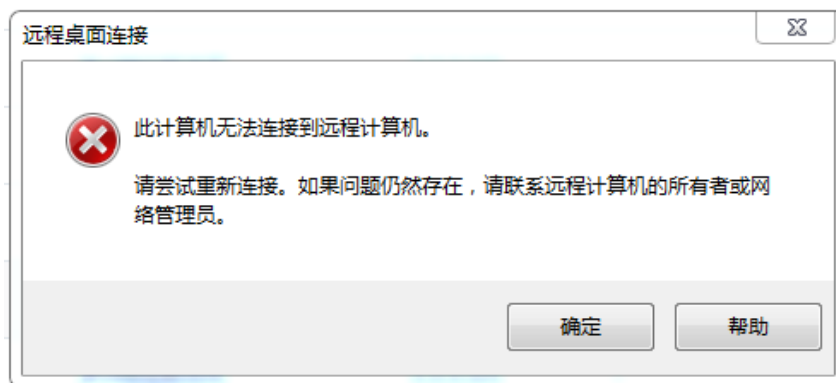 远程桌面连接
此计算机无法连接到远程计算机。
请尝试重新连接。如果问题仍然存在，请联系远程计算机的所有者或网
络管理员。
确定
帮助